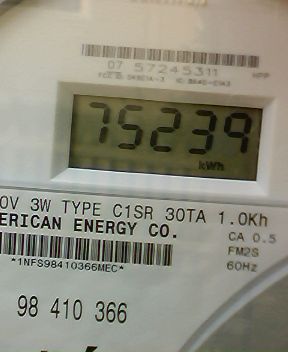 07 57245311
HPP
75239
kWh
0V 3W TYPE C1SR 30TA 1.0Kh
ERICAN ENERGY CO.
CA 0.5
FM2S
*1NFS98410366MEC*
60Hz
98 410 366